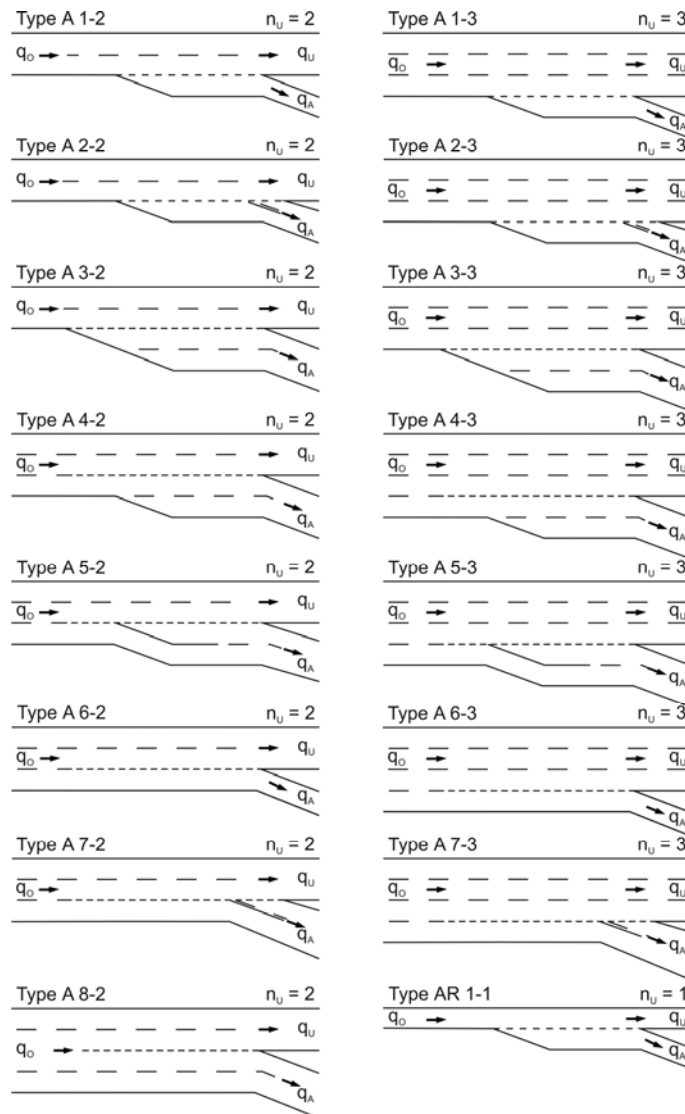 Type A 1-2 n_U = 2
q_O q_U
q_A
Type A 1-3 n_U = 3
q_O q_U
q_A
Type A 2-2 n_U = 2
q_O q_U
q_A
Type A 2-3 n_U = 3
q_O q_U
q_A
Type A 3-2 n_U = 2
q_O q_U
q_A
Type A 3-3 n_U = 3
q_O q_U
q_A
Type A 4-2 n_U = 2
q_O q_U
q_A
Type A 4-3 n_U = 3
q_O q_U
q_A
Type A 5-2 n_U = 2
q_O q_U
q_A
Type A 5-3 n_U = 3
q_O q_U
q_A
Type A 6-2 n_U = 2
q_O q_U
q_A
Type A 6-3 n_U = 3
q_O q_U
q_A
Type A 7-2 n_U = 2
q_O q_U
q_A
Type A 7-3 n_U = 3
q_O q_U
q_A
Type A 8-2 n_U = 2
q_O q_U
q_A
Type AR 1-1 n_U = 1
q_O q_U
q_A